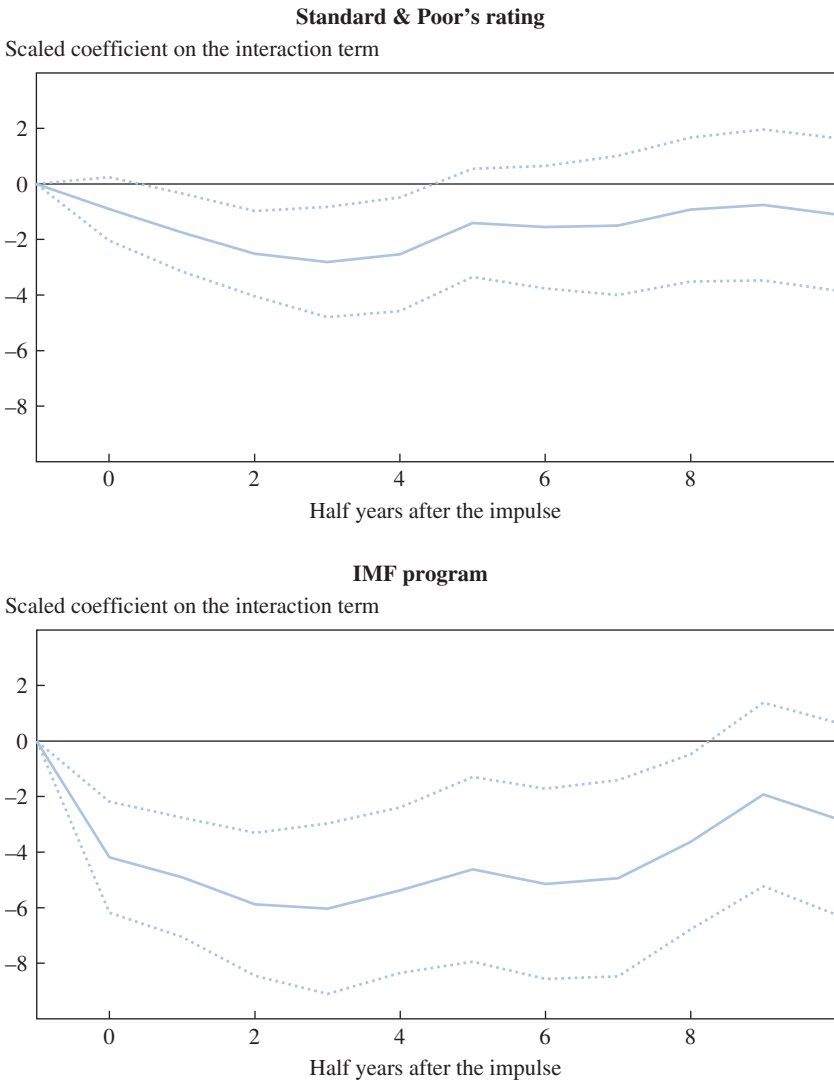 Standard & Poor's rating
Scaled coefficient on the interaction term
2
0
–2
–4
–6
–8
0 2 4 6 8
Half years after the impulse
IMF program
Scaled coefficient on the interaction term
2
0
–2
–4
–6
–8
0 2 4 6 8
Half years after the impulse